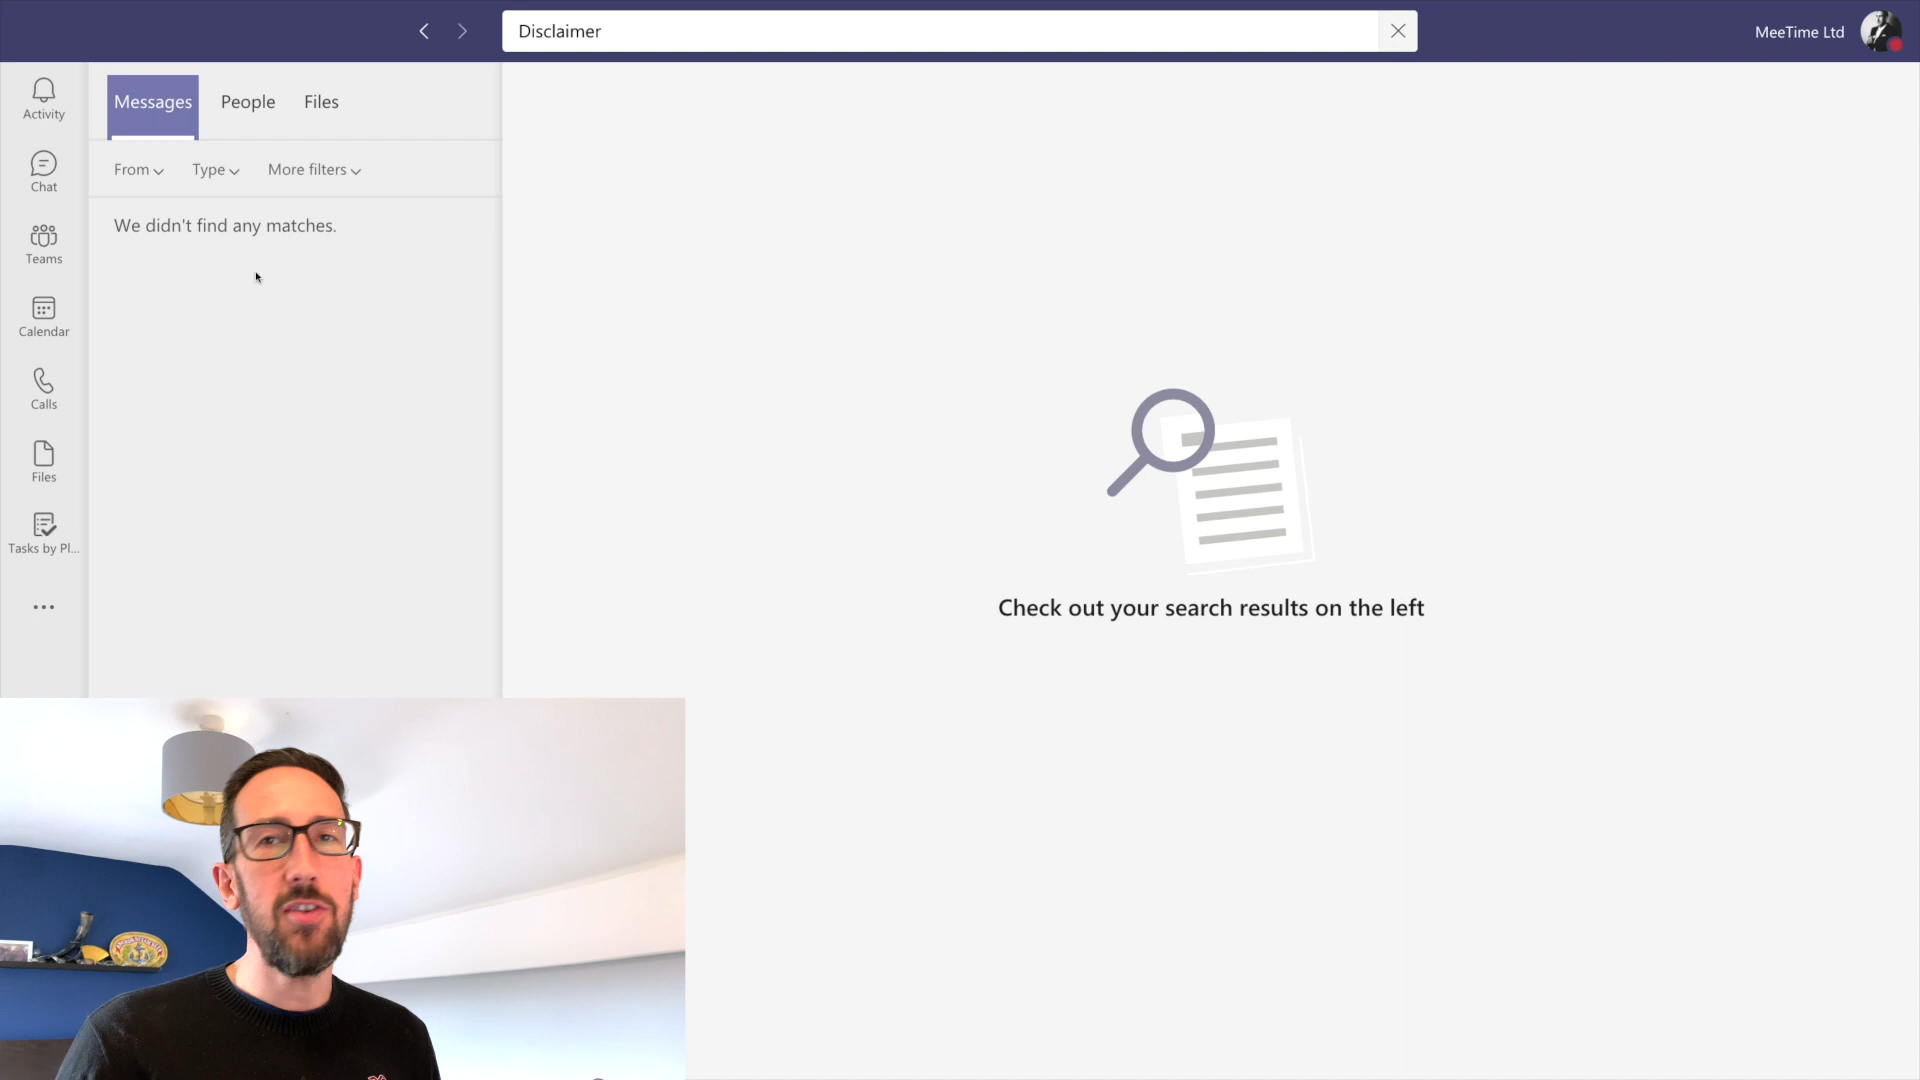 Disclaimer
MeeTime Ltd
Activity
Chat
Teams
Calendar
Calls
Files
Tasks by Pl...
Messages People Files
From Type More filters
We didn't find any matches.
Check out your search results on the left